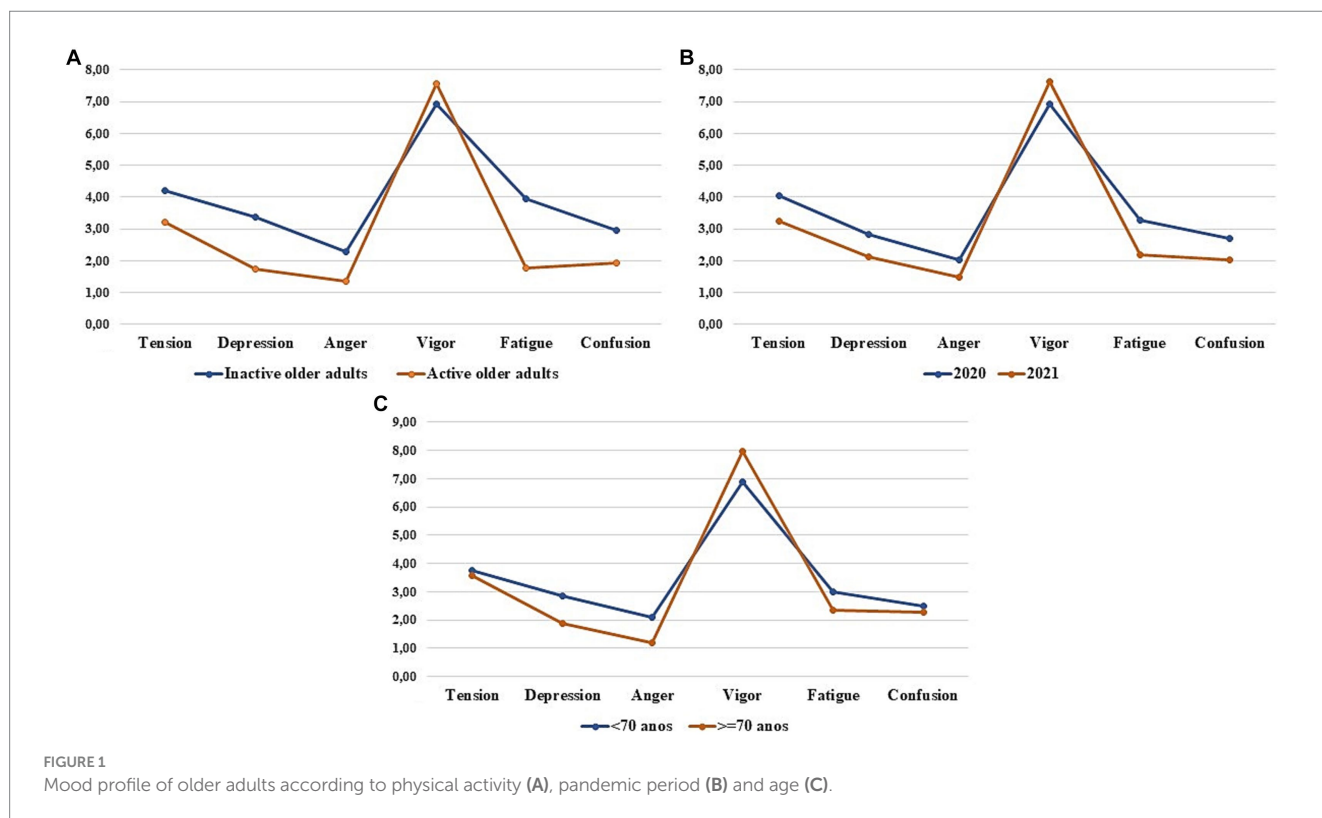 A
8,00
7,00
6,00
5,00
4,00
3,00
2,00
1,00
0,00
Tension Depression Anger Vigor Fatigue Confusion
Inactive older adults Active older adults
B
8,00
7,00
6,00
5,00
4,00
3,00
2,00
1,00
0,00
Tension Depression Anger Vigor Fatigue Confusion
2020 2021
C
9,00
8,00
7,00
6,00
5,00
4,00
3,00
2,00
1,00
0,00
Tension Depression Anger Vigor Fatigue Confusion
<70 anos >=70 anos
FIGURE 1
Mood profile of older adults according to physical activity (A), pandemic period (B) and age (C).